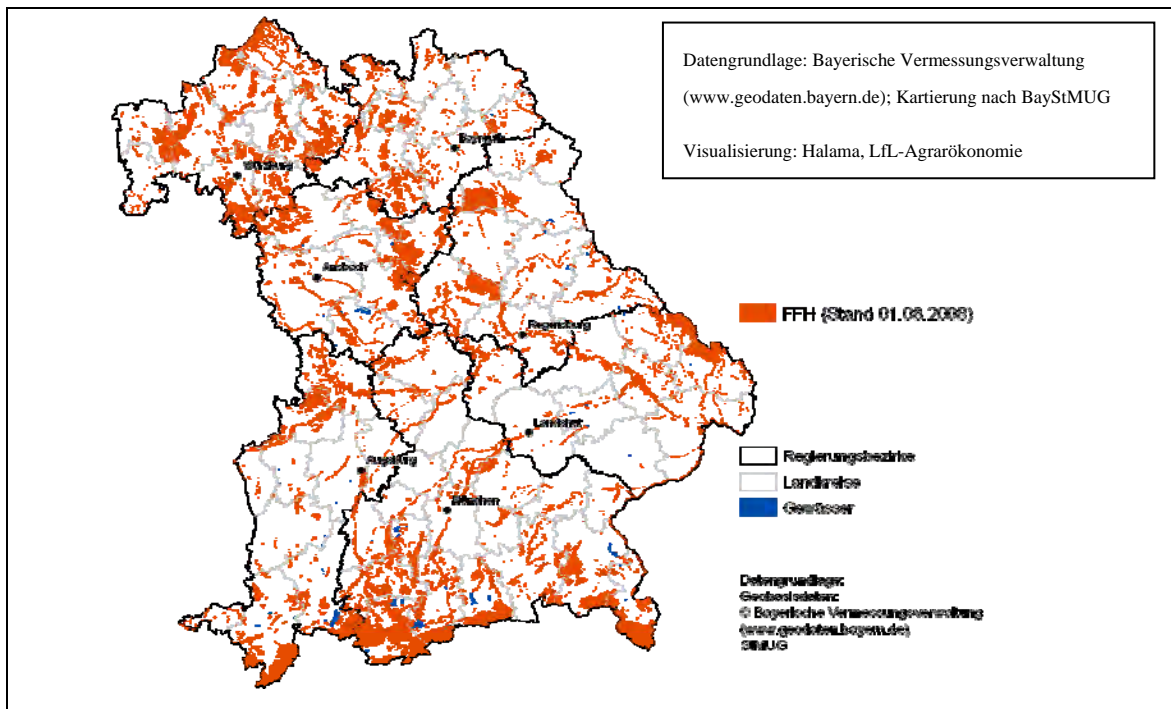 Datengrundlage: Bayerische Vermessungsverwaltung
(www.geodaten.bayern.de); Kartierung nach BayStMUG
Visualisierung: Halama, LfL-Agrarökonomie
Bayreuth
Würzburg
Ansbach
Regensburg
Landshut
Augsburg
München
FFH (Stand 01.06.2008)
Regierungsbezirke
Landkreise
Gewässer
Datengrundlage:
Geobasisdaten:
© Bayerische Vermessungsverwaltung
(www.geodaten.bayern.de)
StMUG